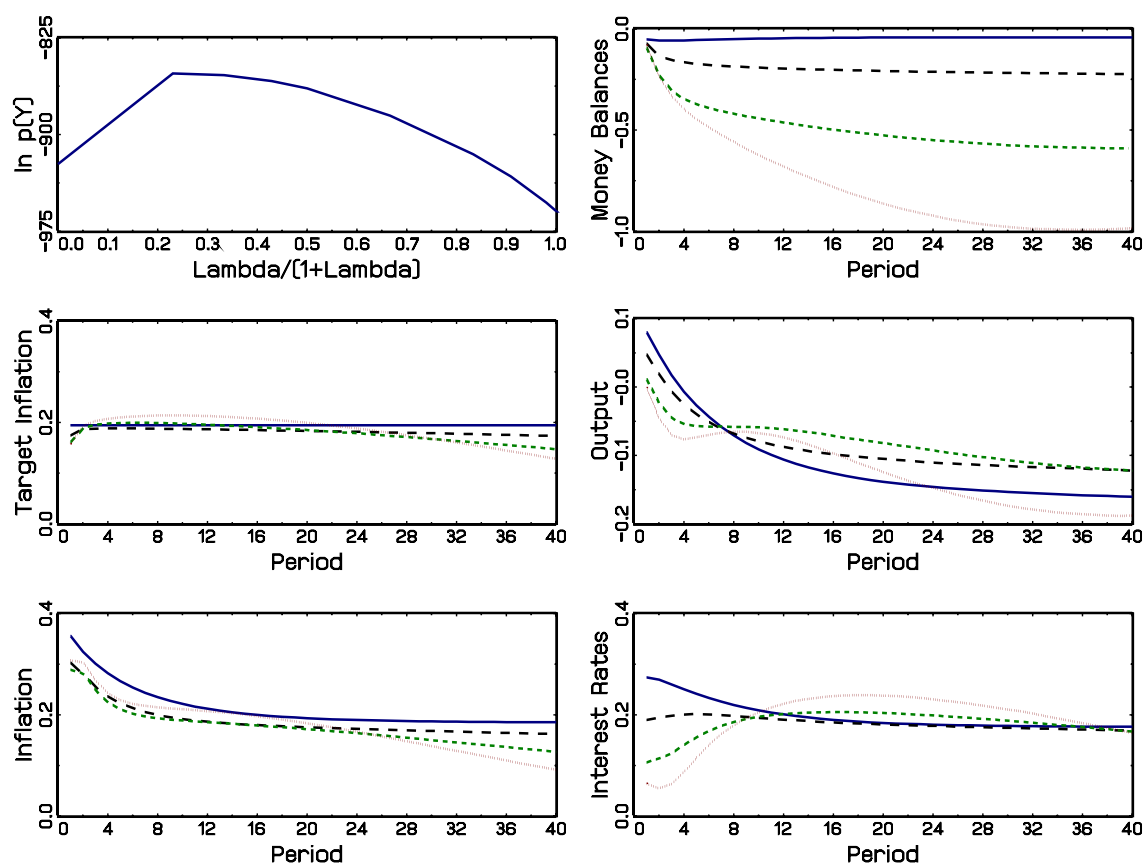 ln p(Y)
-825
-900
-975
0.0 0.1 0.2 0.3 0.4 0.5 0.6 0.7 0.8 0.9 1.0
Lambda/(1+Lambda)
Money Balances
0.0
-0.5
-1.0
0 4 8 12 16 20 24 28 32 36 40
Period
Target Inflation
0.4
0.2
0.0
0 4 8 12 16 20 24 28 32 36 40
Period
Output
0.1
-0.0
-0.1
-0.2
0 4 8 12 16 20 24 28 32 36 40
Period
Inflation
0.4
0.2
0.0
0 4 8 12 16 20 24 28 32 36 40
Period
Interest Rates
0.4
0.2
0.0
0 4 8 12 16 20 24 28 32 36 40
Period